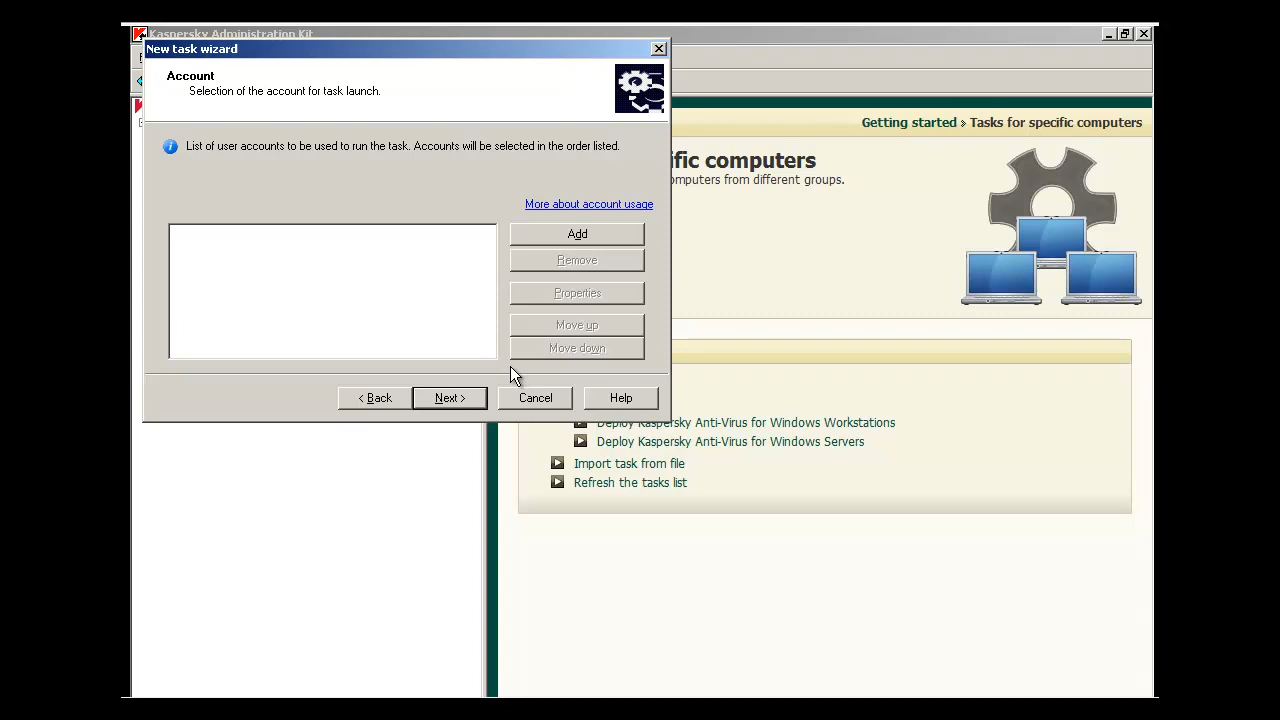 Kaspersky Administration Kit
New task wizard
Account
Selection of the account for task launch.
Getting started » Tasks for specific computers
List of user accounts to be used to run the task. Accounts will be selected in the order listed.
computers
computers from different groups.
More about account usage
Add
Remove
Properties
Move up
Move down
< Back
Next >
Cancel
Help
Deploy Kaspersky Anti-Virus for Windows Workstations
Deploy Kaspersky Anti-Virus for Windows Servers
Import task from file
Refresh the tasks list